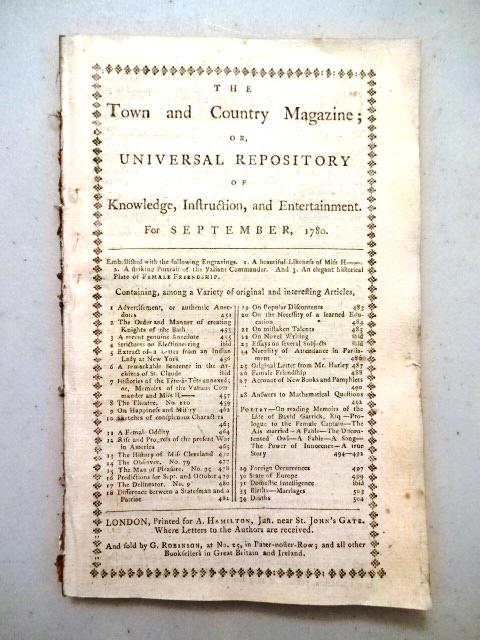 THE
Town and Country Magazine;
OR,
UNIVERSAL REPOSITORY
OF
Knowledge, Instruction, and Entertainment.
For SEPTEMBER, 1780.
Embellished with the following Engravings. 1. A beautiful Likeness of Miss H——.
2. A striking Portrait of the Valiant Commander. And 3. An elegant historical
Plate of FEMALE FRIENDSHIP.
Containing, among a Variety of original and interesting Articles,
1 Advertisement, or authentic Anec-
dotes 451
2 The Order and Manner of creating
Knights of the Bath 453
3 A recent genuine Anecdote 455
4 Strictures on Electioneering ibid
5 Extract of a Letter from an Indian
Lady at New York 456
6 A remarkable Sentence in the
of St. Claude ibid
7 Histories of the Tête-à-Tête annexed;
or, Memoirs of the Valiant Com-
mander and Miss H—— 457
8 The Theatre. No. 459
9 On Happiness and Misery 462
10 Sketches of conspicuous Characters
463
11 A Female Oddity 464
12 Rise and Progress of the present War
in America 465
13 The History of Miss Cleveland 472
14 The Observer, No. 79 477
15 The Man of Pleasure, No. 95 478
16 Predictions for Sept. and October 479
17 The Delineator. No. 9 480
18 Difference between a Statesman and a
Patriot 482
19 On Popular Discontents 483
20 On the Necessity of a learned Edu-
cation 484
21 On mistaken Talents 485
22 On Novel Writing ibid
23 Essays on several Subjects ibid
24 Necessity of Attendance in Parlia-
ment 486
25 Original Letter from Mr. Hartley 487
26 Female Friendship 488
27 Account of New Books and Pamphlets
490
28 Answers to Mathematical Questions
492
POETRY—On reading Memoirs of the
Life of David Garrick, Esq.—Pro-
logue to the Female Captain—The
Ass married—A Fable—The Discon-
tented Owl—A Fable—A Song—
The Power of Innocence—A true
Story 494—496
29 Foreign Occurrences 497
30 State of Europe 499
31 Domestic Intelligence ibid
33 Births—Marriages 503
34 Deaths 504
LONDON, Printed for A. HAMILTON, Jun. near ST. JOHN'S GATE.
Where Letters to the Authors are received.
And sold by G. ROBINSON, at No. 25, in Pater-noster-Row; and all other
Booksellers in Great Britain and Ireland.